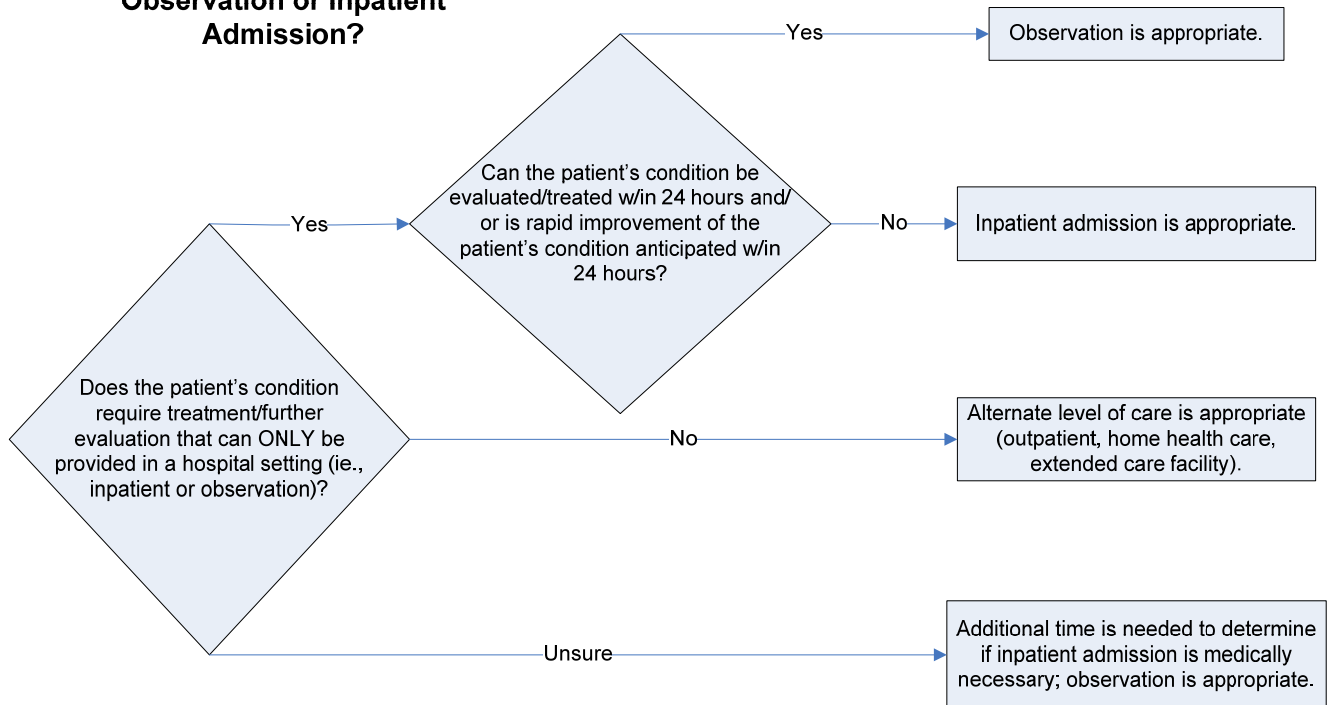 Observation or Inpatient
Admission?
Yes
Observation is appropriate.
Can the patient's condition be
evaluated/treated w/in 24 hours and/
or is rapid improvement of the
patient's condition anticipated w/in
24 hours?
Yes
No
Inpatient admission is appropriate.
Does the patient's condition
require treatment/further
evaluation that can ONLY be
provided in a hospital setting (ie.,
inpatient or observation)?
No
Alternate level of care is appropriate
(outpatient, home health care,
extended care facility).
Unsure
Additional time is needed to determine
if inpatient admission is medically
necessary; observation is appropriate.